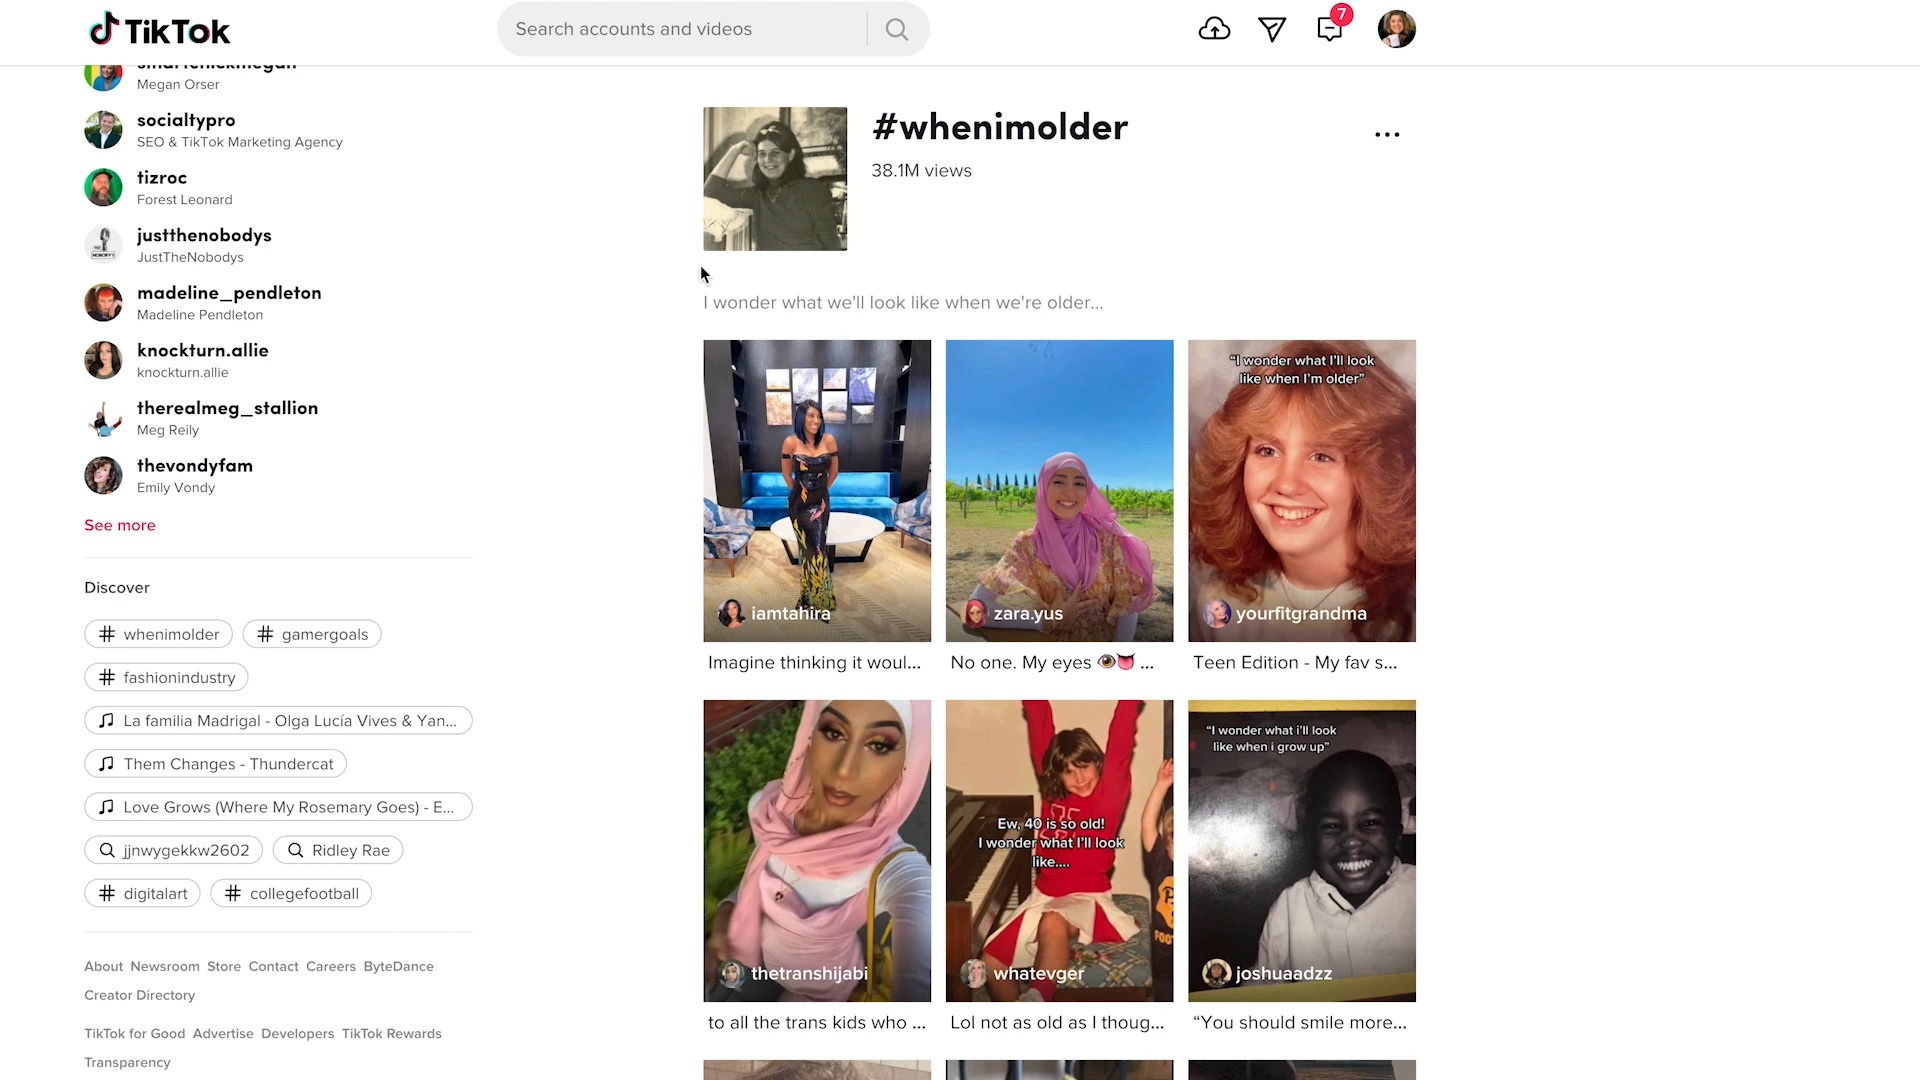 TikTok
Search accounts and videos
7
smartchickmegan
Megan Orser
socialtypro
SEO & TikTok Marketing Agency
tizroc
Forest Leonard
justthenobodys
JustTheNobodys
madeline_pendleton
Madeline Pendleton
knockturn.allie
knockturn.allie
therealmeg_stallion
Meg Reily
thevondyfam
Emily Vondy
See more
Discover
# whenimolder
# gamergoals
# fashionindustry
La familia Madrigal - Olga Lucía Vives & Yan...
Them Changes - Thundercat
Love Grows (Where My Rosemary Goes) - E...
jjnwygekkw2602
Ridley Rae
# digitalart
# collegefootball
About Newsroom Store Contact Careers ByteDance
Creator Directory
TikTok for Good Advertise Developers TikTok Rewards
Transparency
#whenimolder
...
38.1M views
I wonder what we'll look like when we're older...
iamtahira
Imagine thinking it woul...
zara.yus
No one. My eyes 👁️👅 ...
"I wonder what I'll look
like when I'm older"
yourfitgrandma
Teen Edition - My fav s...
thetranshijabi
to all the trans kids who ...
Ew, 40 is so old!
I wonder what I'll look
like....
whatevger
Lol not as old as I thoug...
"I wonder what i'll look
like when i grow up"
joshuaadzz
“You should smile more...